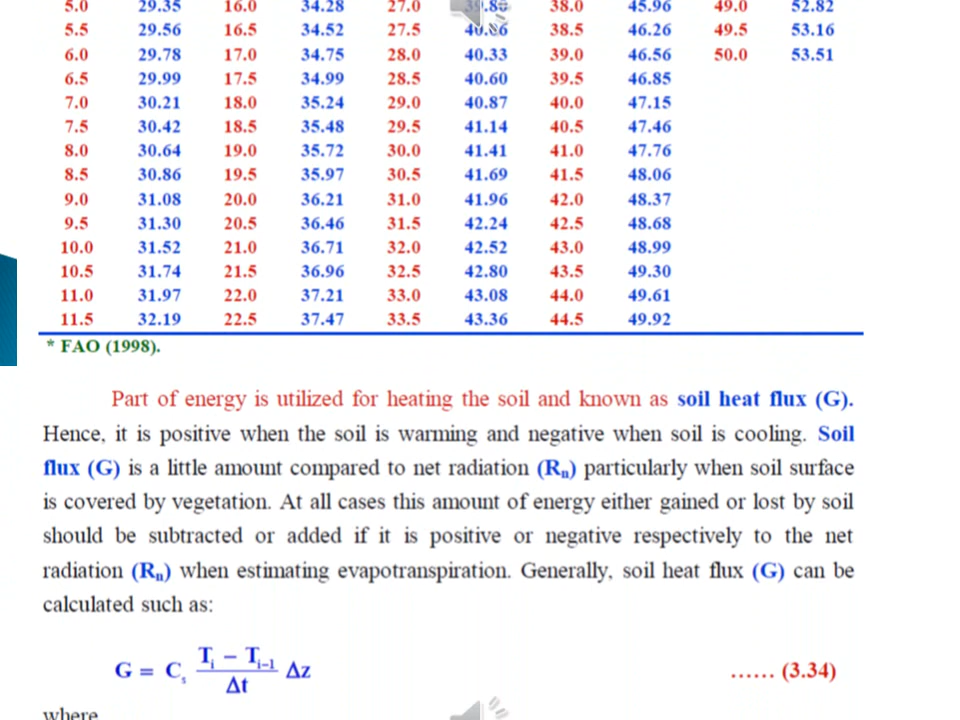 5.0 29.35 16.0 34.28 27.0 38.0 45.96 49.0 52.82
5.5 29.56 16.5 34.52 27.5 40.06 38.5 46.26 49.5 53.16
6.0 29.78 17.0 34.75 28.0 40.33 39.0 46.56 50.0 53.51
6.5 29.99 17.5 34.99 28.5 40.60 39.5 46.85
7.0 30.21 18.0 35.24 29.0 40.87 40.0 47.15
7.5 30.42 18.5 35.48 29.5 41.14 40.5 47.46
8.0 30.64 19.0 35.72 30.0 41.41 41.0 47.76
8.5 30.86 19.5 35.97 30.5 41.69 41.5 48.06
9.0 31.08 20.0 36.21 31.0 41.96 42.0 48.37
9.5 31.30 20.5 36.46 31.5 42.24 42.5 48.68
10.0 31.52 21.0 36.71 32.0 42.52 43.0 48.99
10.5 31.74 21.5 36.96 32.5 42.80 43.5 49.30
11.0 31.97 22.0 37.21 33.0 43.08 44.0 49.61
11.5 32.19 22.5 37.47 33.5 43.36 44.5 49.92
* FAO (1998).
Part of energy is utilized for heating the soil and known as soil heat flux (G).
Hence, it is positive when the soil is warming and negative when soil is cooling. Soil
flux (G) is a little amount compared to net radiation (Rₙ) particularly when soil surface
is covered by vegetation. At all cases this amount of energy either gained or lost by soil
should be subtracted or added if it is positive or negative respectively to the net
radiation (Rₙ) when estimating evapotranspiration. Generally, soil heat flux (G) can be
calculated such as:
G = Cₛ (Tᵢ − Tᵢ₋₁)/Δt Δz ...... (3.34)
where